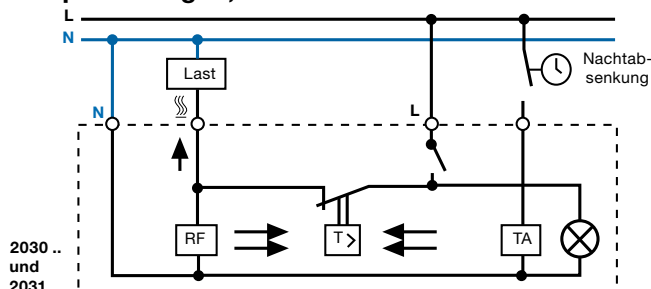 L
N
Last
Nachtab-
senkung
N
L
RF
T >
TA
2030 ..
und
2031